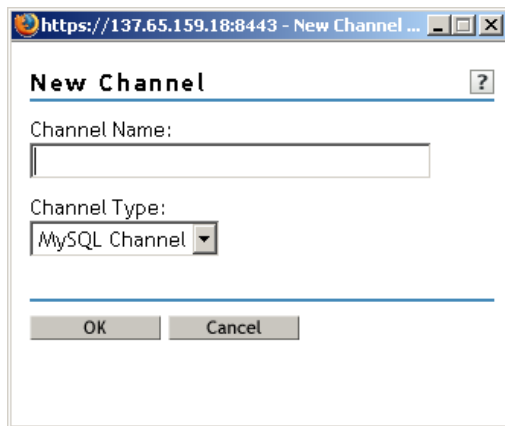 https://137.65.159.18:8443 - New Channel ...
New Channel
?
Channel Name:
Channel Type:
MySQL Channel
OK Cancel